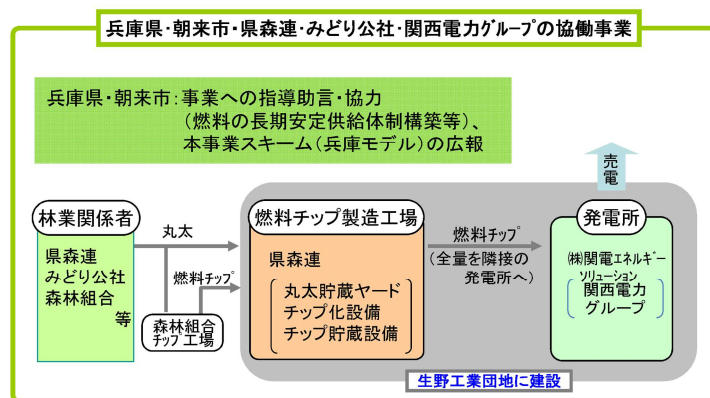 兵庫県・朝来市・県森連・みどり公社・関西電力グループの協働事業
兵庫県・朝来市：事業への指導助言・協力
（燃料の長期安定供給体制構築等）、
本事業スキーム（兵庫モデル）の広報
売電
林業関係者
県森連
みどり公社
森林組合
等
丸太
燃料チップ
森林組合
チップ工場
燃料チップ製造工場
県森連
丸太貯蔵ヤード
チップ化設備
チップ貯蔵設備
燃料チップ
（全量を隣接の
発電所へ）
発電所
㈱関電エネルギー
ソリューション
関西電力
グループ
生野工業団地に建設